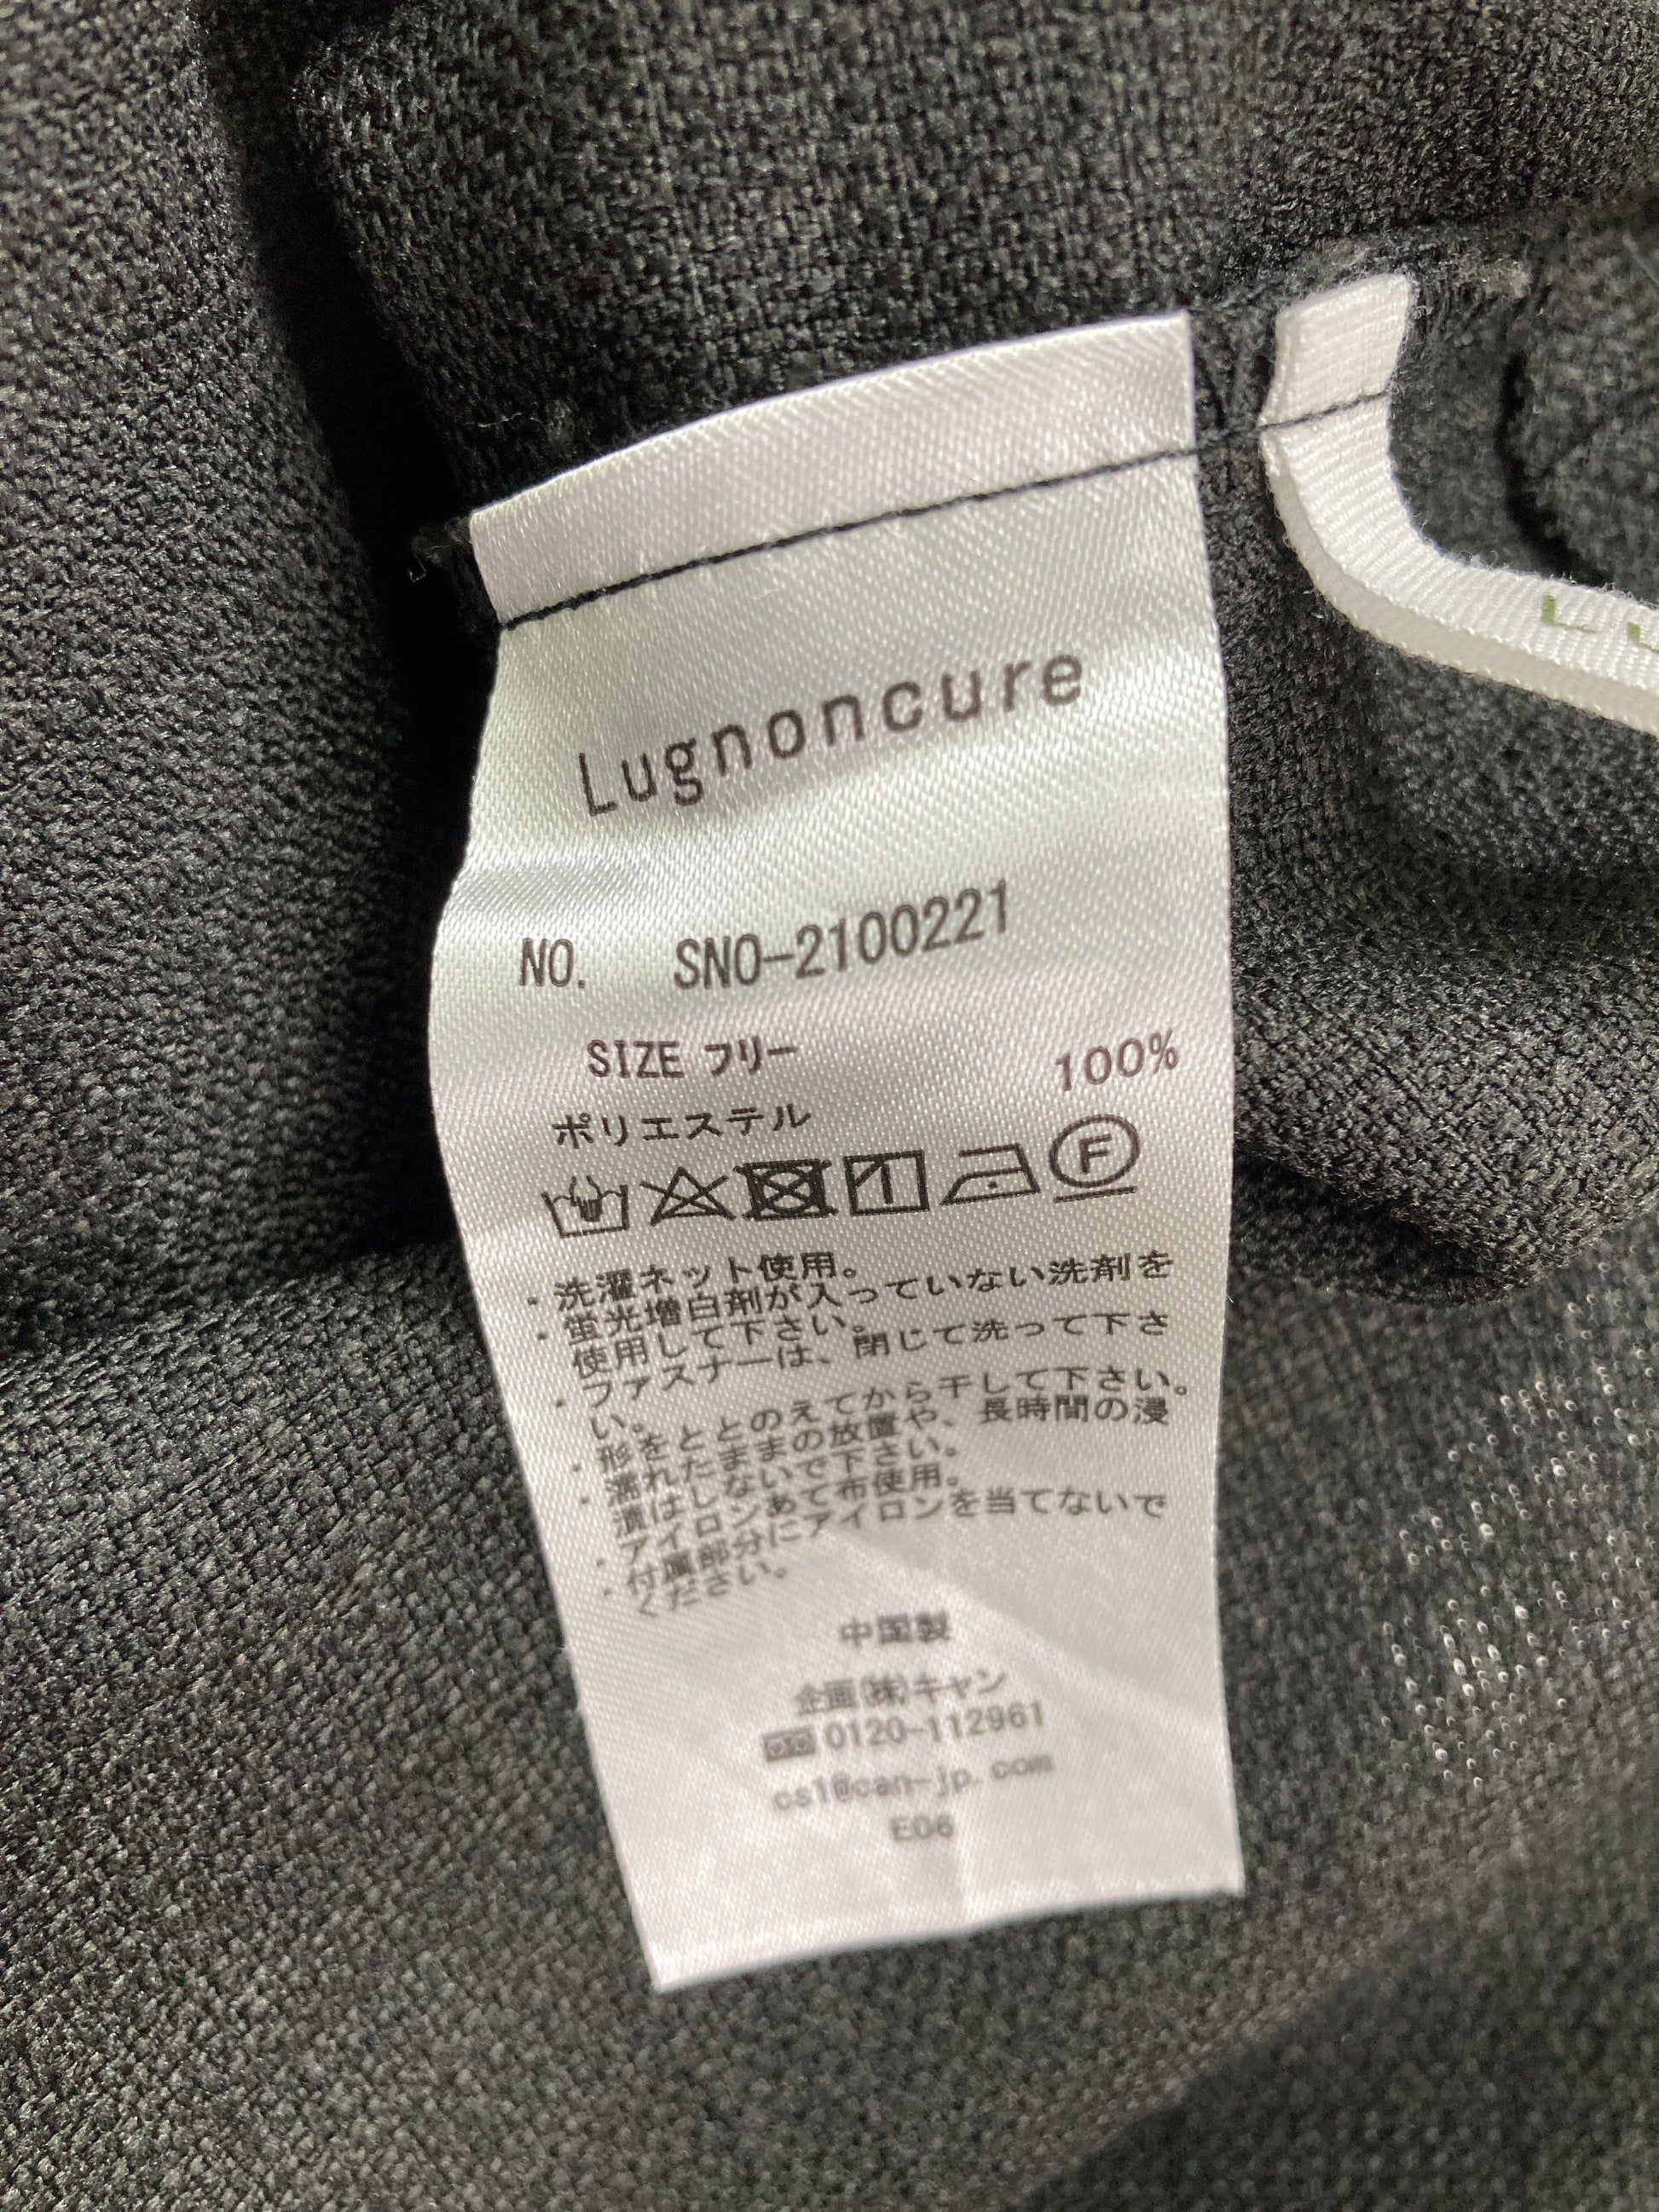 Lugnoncure
NO. SNO-2100221
SIZE フリー
ポリエステル 100%
F
・洗濯ネット使用。
・蛍光増白剤が入っていない洗剤を
使用して下さい。
・ファスナーは、閉じて洗って下さ
い。
・形をととのえてから干して下さい。
・濡れたままの放置や、長時間の浸
漬はしないで下さい。
・アイロンあて布使用。
・付属部分にアイロンを当てないで
ください。
中国製
企画(株)キャン
0120-112961
cs1@can-jp.com
E06